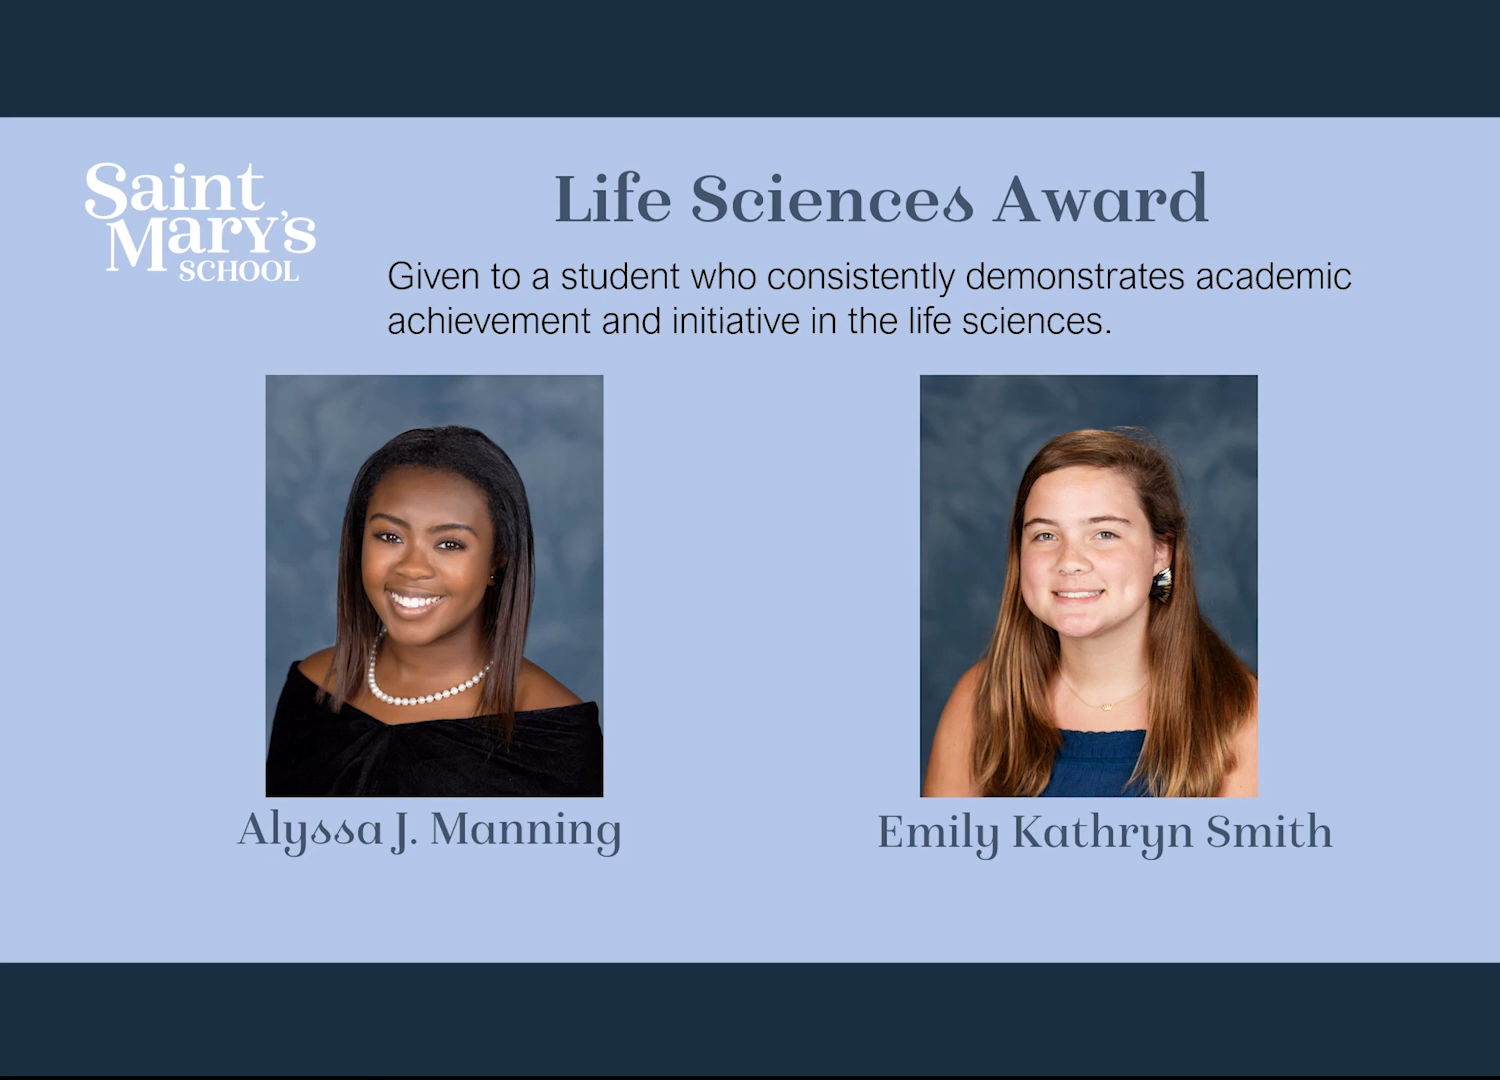 Saint
Mary's
SCHOOL
Life Sciences Award
Given to a student who consistently demonstrates academic
achievement and initiative in the life sciences.
Alyssa J. Manning
Emily Kathryn Smith